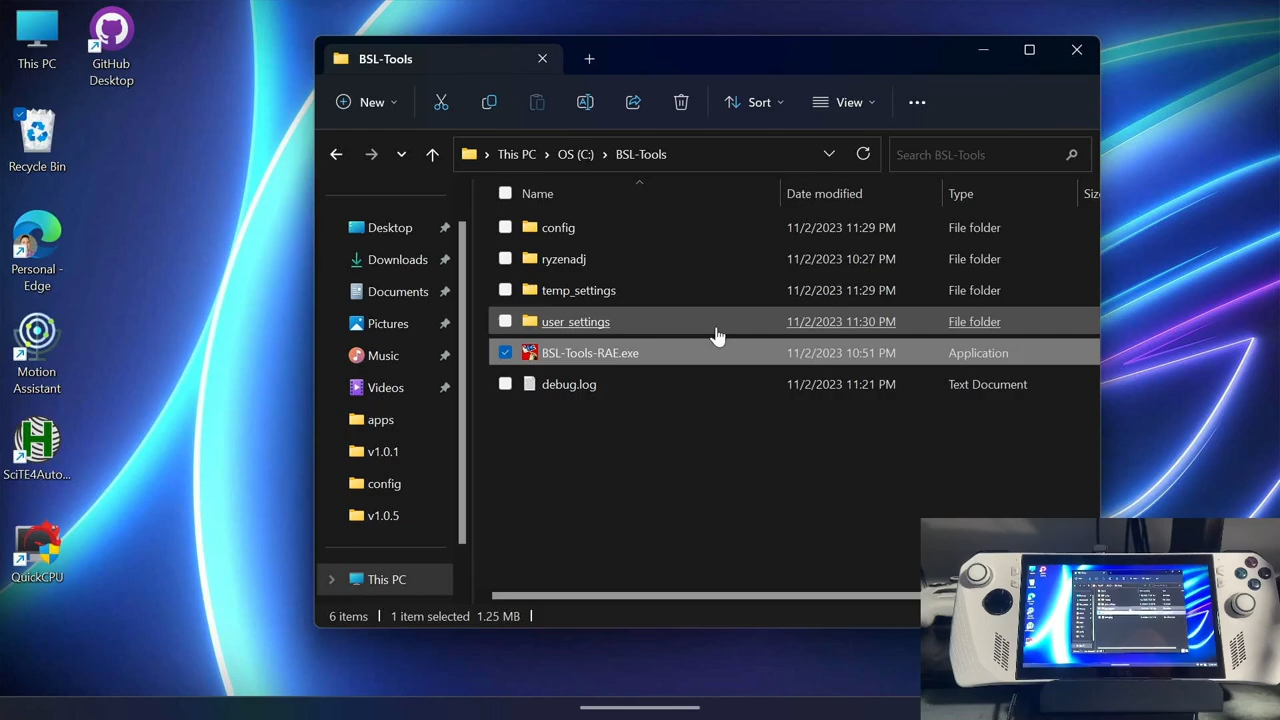 This PC
GitHub
Desktop
Recycle Bin
Personal -
Edge
Motion
Assistant
SciTE4Auto...
QuickCPU
BSL-Tools
New
Sort
View
This PC
OS (C:)
BSL-Tools
Search BSL-Tools
Name
Date modified
Type
Siz
Desktop
Downloads
Documents
Pictures
Music
Videos
apps
v1.0.1
config
v1.0.5
This PC
config 11/2/2023 11:29 PM File folder
ryzenadj 11/2/2023 10:27 PM File folder
temp_settings 11/2/2023 11:29 PM File folder
user_settings 11/2/2023 11:30 PM File folder
BSL-Tools-RAE.exe 11/2/2023 10:51 PM Application
debug.log 11/2/2023 11:21 PM Text Document
6 items 1 item selected 1.25 MB